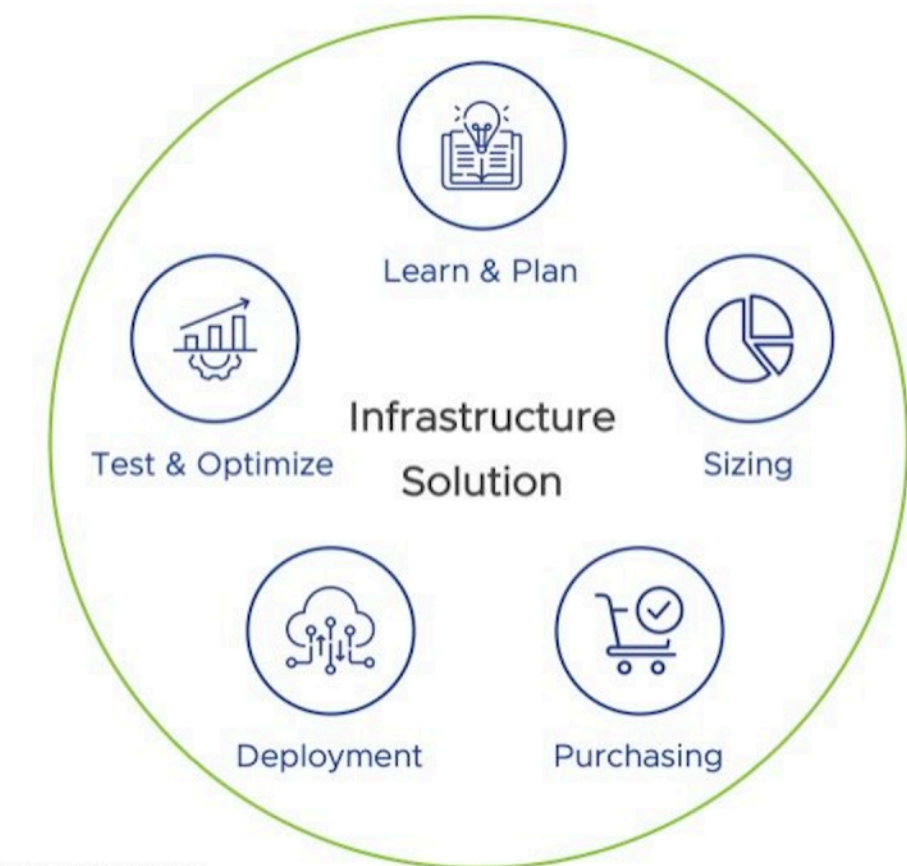 Learn & Plan
Test & Optimize
Infrastructure
Solution
Sizing
Deployment
Purchasing